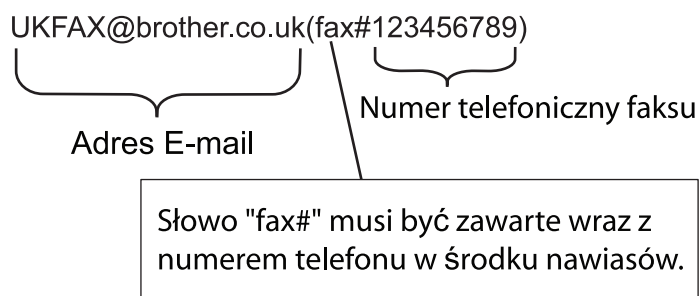 UKFAX@brother.co.uk(fax#123456789)
Numer telefoniczny faksu
Adres E-mail
Słowo "fax#" musi być zawarte wraz z
numerem telefonu w środku nawiasów.